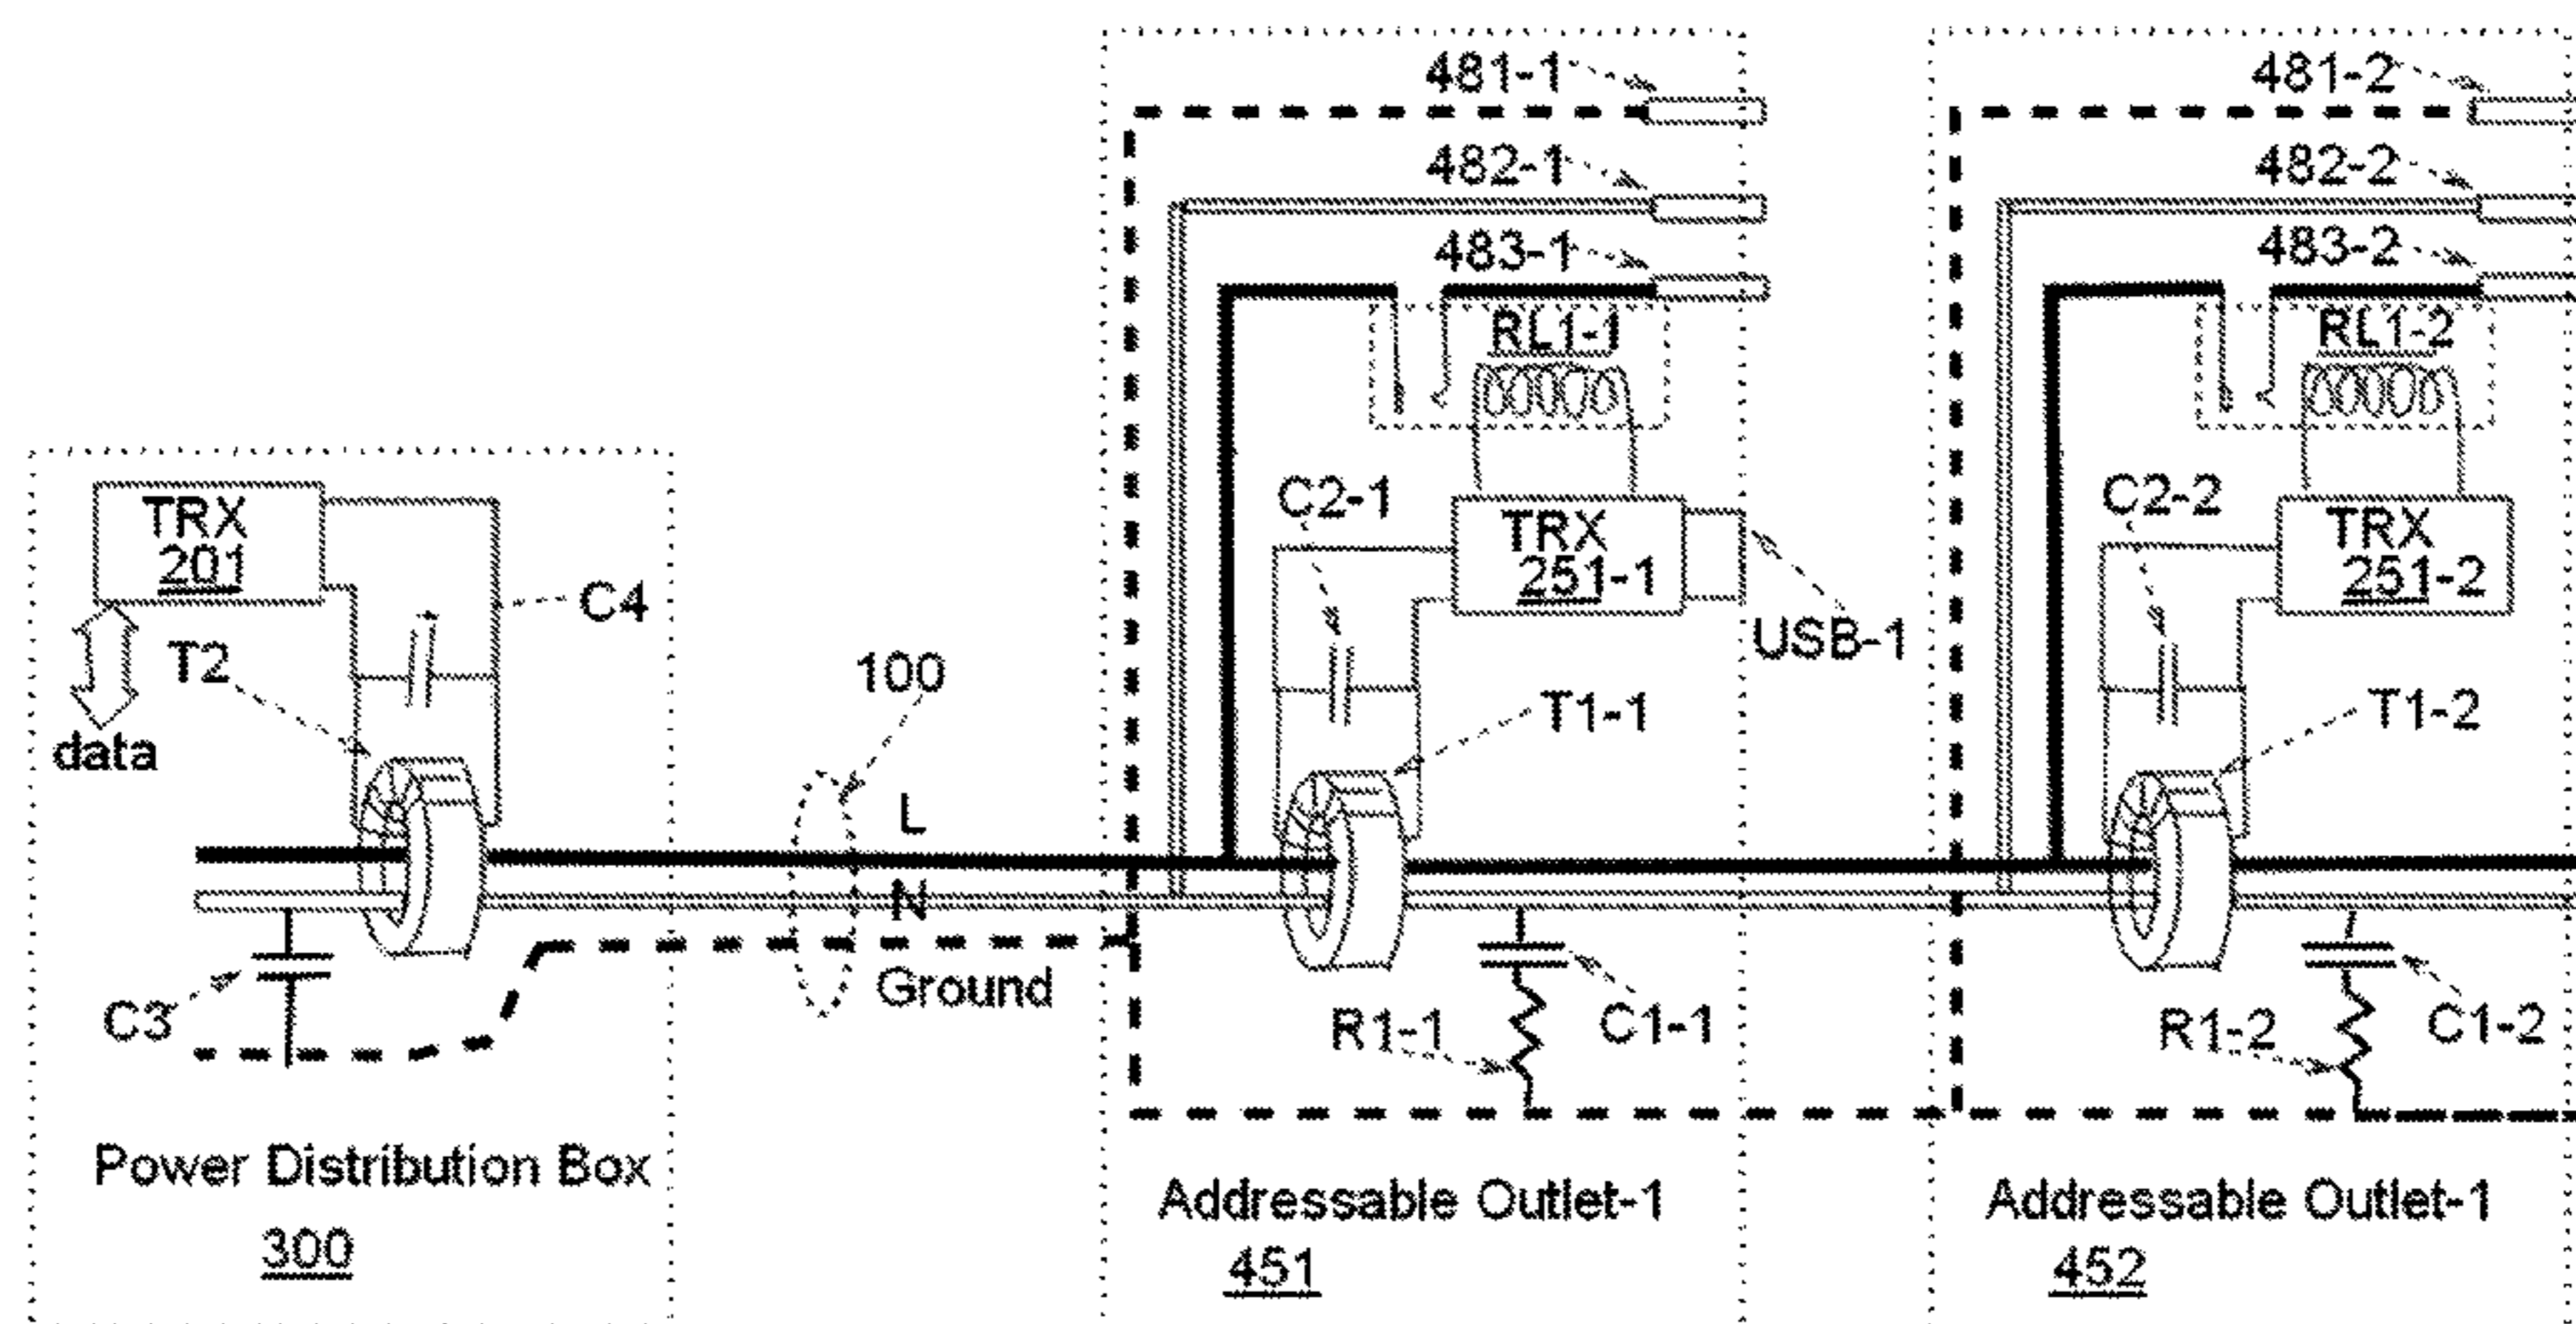 481-1
481-2
482-1
482-2
483-1
483-2
RL1-1
RL1-2
TRX
201
C2-1
C2-2
TRX
251-1
TRX
251-2
C4
T2
USB-1
data
100
T1-1
T1-2
L
N
Ground
C3
R1-1
C1-1
R1-2
C1-2
Power Distribution Box
300
Addressable Outlet-1
451
Addressable Outlet-1
452